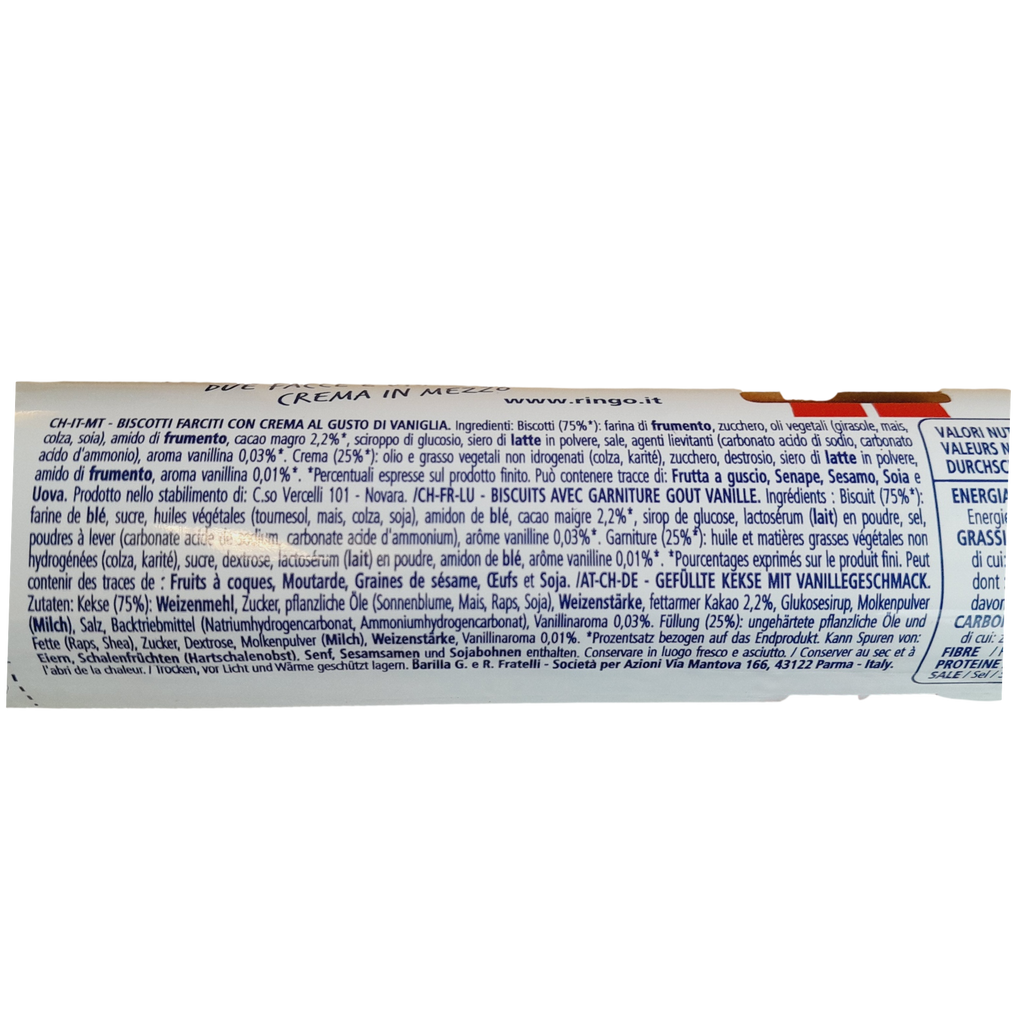 CREMA IN MEZZO
www.ringo.it
CH-IT-MT - BISCOTTI FARCITI CON CREMA AL GUSTO DI VANIGLIA. Ingredienti: Biscotti (75%*): farina di frumento, zucchero, oli vegetali (girasole, mais,
colza, soia), amido di frumento, cacao magro 2,2%*, sciroppo di glucosio, siero di latte in polvere, sale, agenti lievitanti (carbonato acido di sodio, carbonato
acido d'ammonio), aroma vanillina 0,03%*. Crema (25%*): olio e grasso vegetali non idrogenati (colza, karité), zucchero, destrosio, siero di latte in polvere,
amido di frumento, aroma vanillina 0,01%*. *Percentuali espresse sul prodotto finito. Può contenere tracce di: Frutta a guscio, Senape, Sesamo, Soia e
Uova. Prodotto nello stabilimento di: C.so Vercelli 101 - Novara. /CH-FR-LU - BISCUITS AVEC GARNITURE GOUT VANILLE. Ingrédients : Biscuit (75%*):
farine de blé, sucre, huiles végétales (tournesol, mais, colza, soja), amidon de blé, cacao maigre 2,2%*, sirop de glucose, lactosérum (lait) en poudre, sel,
poudres à lever (carbonate acide de sodium, carbonate acide d'ammonium), arôme vanilline 0,03%*. Garniture (25%*): huile et matières grasses végétales non
hydrogénées (colza, karité), sucre, dextrose, lactosérum (lait) en poudre, amidon de blé, arôme vanilline 0,01%*. *Pourcentages exprimés sur le produit fini. Peut
contenir des traces de : Fruits à coques, Moutarde, Graines de sésame, Œufs et Soja. /AT-CH-DE - GEFÜLLTE KEKSE MIT VANILLEGESCHMACK.
Zutaten: Kekse (75%): Weizenmehl, Zucker, pflanzliche Öle (Sonnenblume, Mais, Raps, Soja), Weizenstärke, fettarmer Kakao 2,2%, Glukosesirup, Molkenpulver
(Milch), Salz, Backtriebmittel (Natriumhydrogencarbonat, Ammoniumhydrogencarbonat), Vanillinaroma 0,03%. Füllung (25%): ungehärtete pflanzliche Öle und
Fette (Raps, Shea), Zucker, Dextrose, Molkenpulver (Milch), Weizenstärke, Vanillinaroma 0,01%. *Prozentsatz bezogen auf das Endprodukt. Kann Spuren von:
Eiern, Schalenfrüchten (Hartschalenobst), Senf, Sesamsamen und Sojabohnen enthalten. Conservare in luogo fresco e asciutto. / Conserver au sec et à
l'abri de la chaleur. / Trocken, vor Licht und Wärme geschützt lagern. Barilla G. e R. Fratelli - Società per Azioni Via Mantova 166, 43122 Parma - Italy.
VALORI
VALEURS
ENERGIA
di cui:
dont
di cui:
FIBRE /
PROTEINE
SALE / Sel /